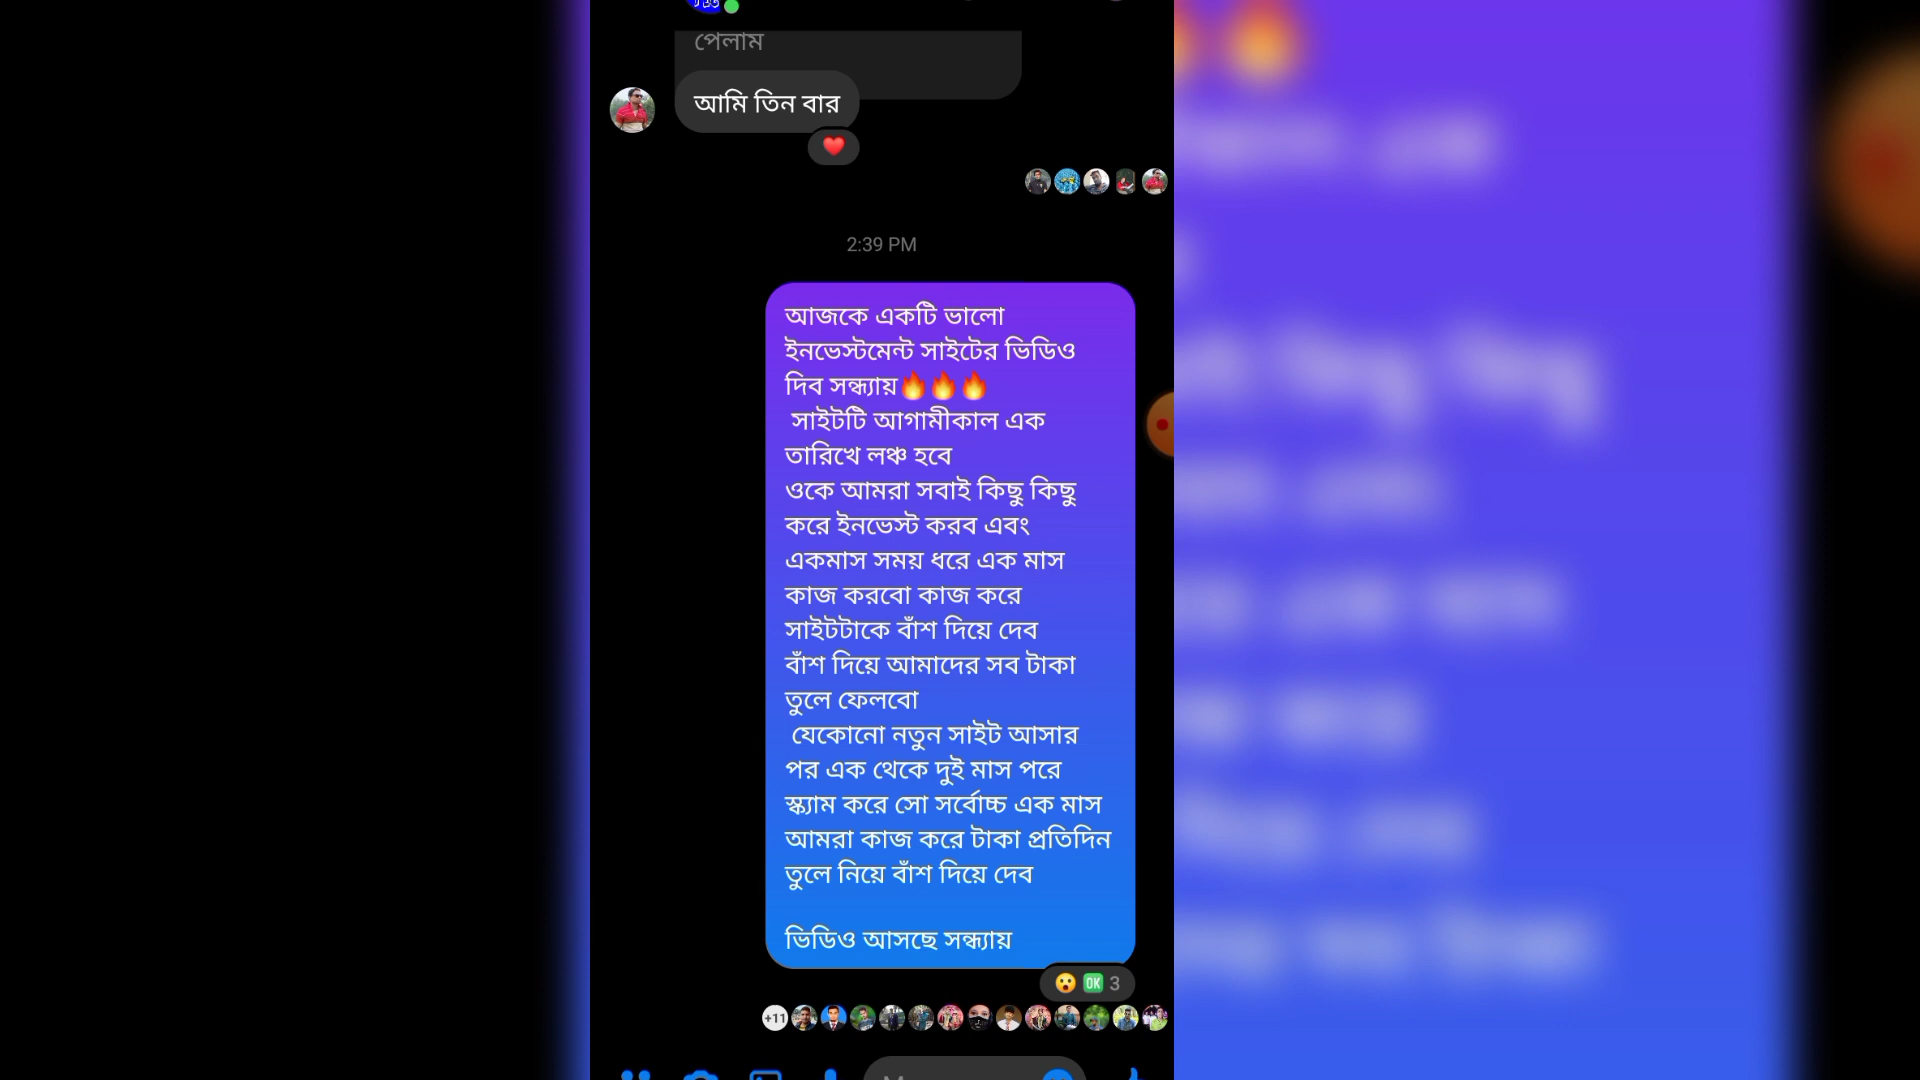 পেলাম
আমি তিন বার
2:39 PM
আজকে একটি ভালো
ইনভেস্টমেন্ট সাইটের ভিডিও
দিব সন্ধ্যায়🔥🔥🔥
সাইটটি আগামীকাল এক
তারিখে লঞ্চ হবে
ওকে আমরা সবাই কিছু কিছু
করে ইনভেস্ট করব এবং
একমাস সময় ধরে এক মাস
কাজ করবো কাজ করে
সাইটটাকে বাঁশ দিয়ে দেব
বাঁশ দিয়ে আমাদের সব টাকা
তুলে ফেলবো
যেকোনো নতুন সাইট আসার
পর এক থেকে দুই মাস পরে
স্ক্যাম করে সো সর্বোচ্চ এক মাস
আমরা কাজ করে টাকা প্রতিদিন
তুলে নিয়ে বাঁশ দিয়ে দেব
ভিডিও আসছে সন্ধ্যায়
OK 3
+11